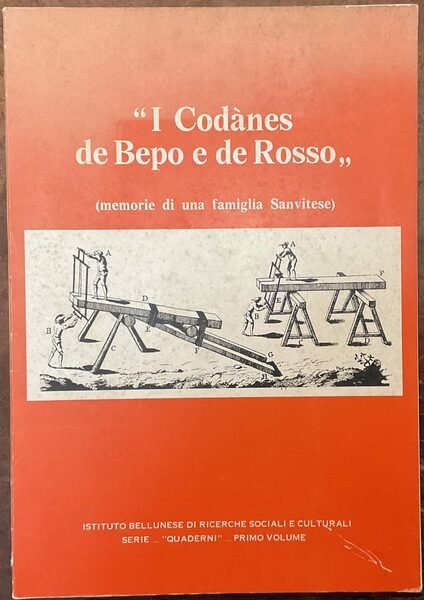 “I Codànes
de Bepo e de Rosso„
(memorie di una famiglia Sanvitese)
A
B
D
E
F
C
G
H
A
F
B
C
D
ISTITUTO BELLUNESE DI RICERCHE SOCIALI E CULTURALI
SERIE _ "QUADERNI" _ PRIMO VOLUME